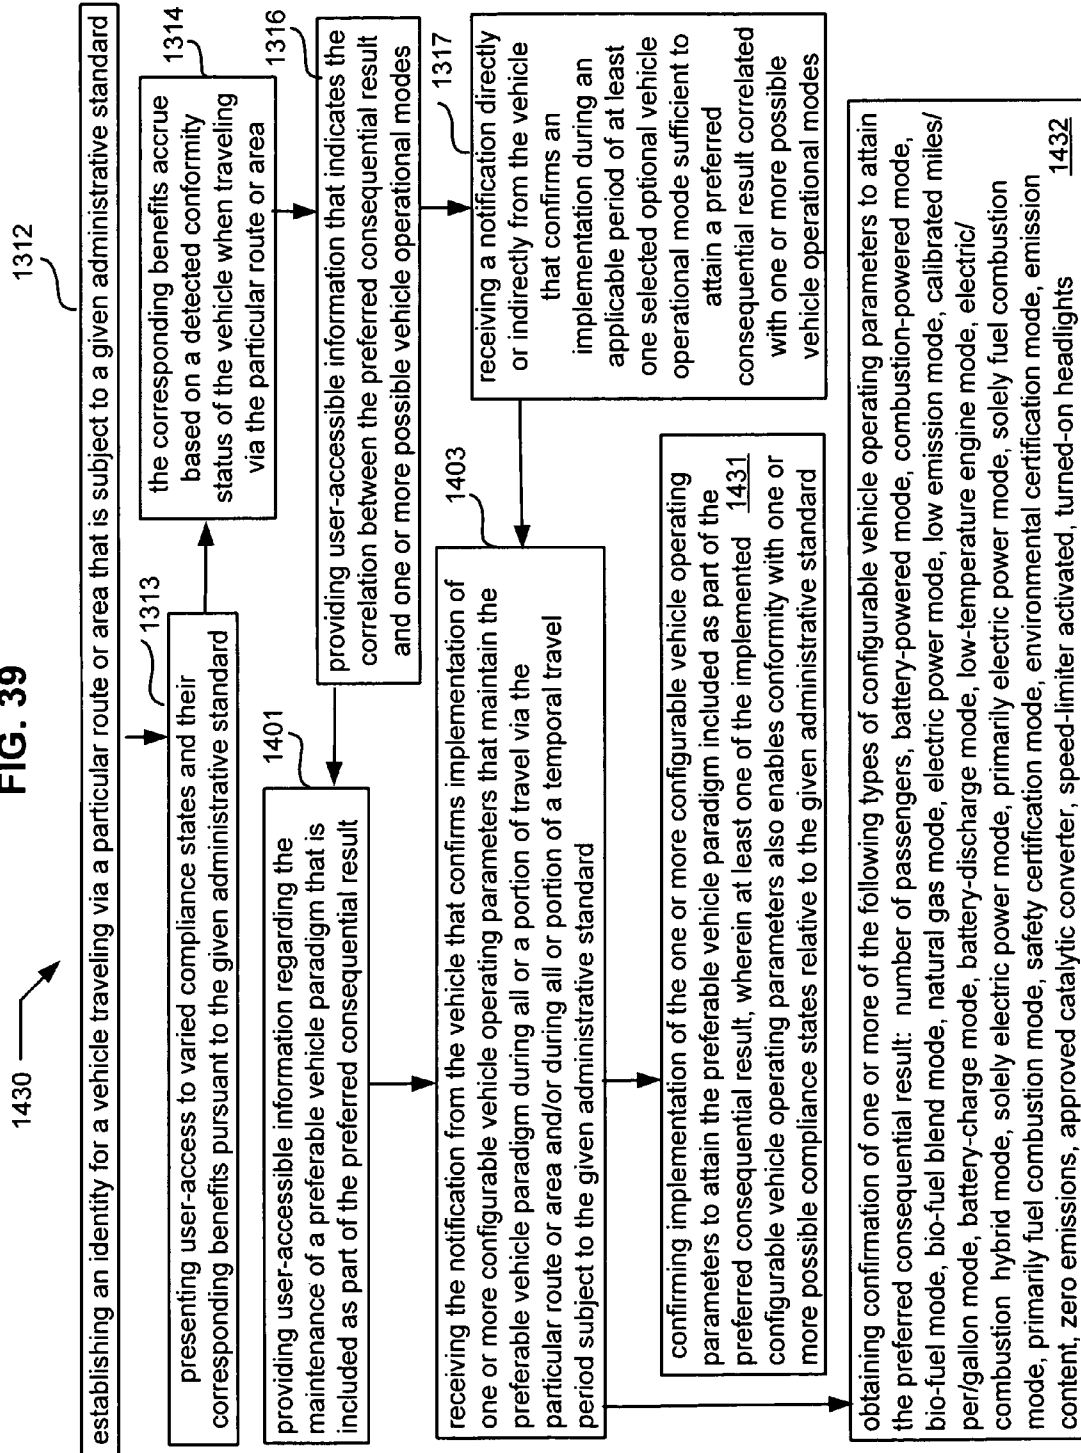 FIG. 39
1430
1312
establishing an identity for a vehicle traveling via a particular route or area that is subject to a given administrative standard
1313
presenting user-access to varied compliance states and their
corresponding benefits pursuant to the given administrative standard
1314
the corresponding benefits accrue
based on a detected conformity
status of the vehicle when traveling
via the particular route or area
1316
providing user-accessible information that indicates the
correlation between the preferred consequential result
and one or more possible vehicle operational modes
1317
receiving a notification directly
or indirectly from the vehicle
that confirms an
implementation during an
applicable period of at least
one selected optional vehicle
operational mode sufficient to
attain a preferred
consequential result correlated
with one or more possible
vehicle operational modes
1401
providing user-accessible information regarding the
maintenance of a preferable vehicle paradigm that is
included as part of the preferred consequential result
1403
receiving the notification from the vehicle that confirms implementation of
one or more configurable vehicle operating parameters that maintain the
preferable vehicle paradigm during all or a portion of travel via the
particular route or area and/or during all or portion of a temporal travel
period subject to the given administrative standard
confirming implementation of the one or more configurable vehicle operating
parameters to attain the preferable vehicle paradigm included as part of the
preferred consequential result, wherein at least one of the implemented 1431
configurable vehicle operating parameters also enables conformity with one or
more possible compliance states relative to the given administrative standard
obtaining confirmation of one or more of the following types of configurable vehicle operating parameters to attain
the preferred consequential result: number of passengers, battery-powered mode, combustion-powered mode,
bio-fuel mode, bio-fuel blend mode, natural gas mode, electric power mode, low emission mode, calibrated miles/
per/gallon mode, battery-charge mode, battery-discharge mode, low-temperature engine mode, electric/
combustion hybrid mode, solely electric power mode, primarily electric power mode, solely fuel combustion
mode, primarily fuel combustion mode, safety certification mode, environmental certification mode, emission
content, zero emissions, approved catalytic converter, speed-limiter activated, turned-on headlights 1432